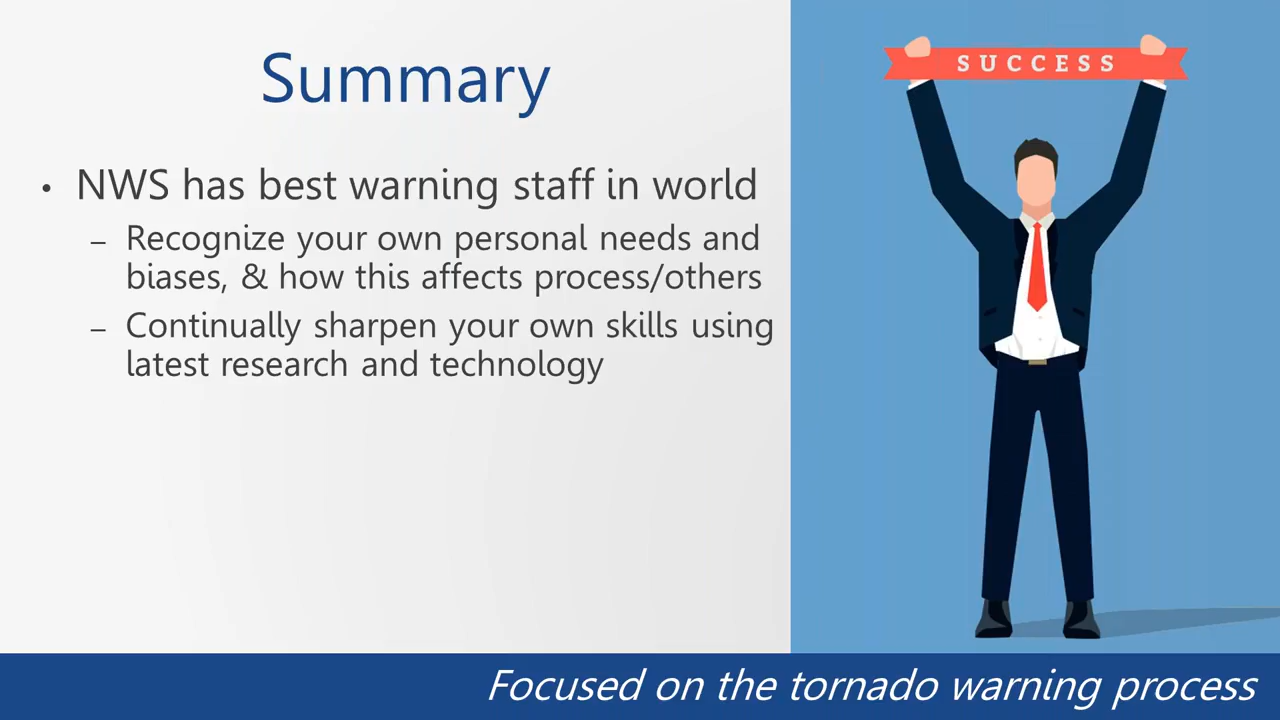 Summary
• NWS has best warning staff in world
– Recognize your own personal needs and
biases, & how this affects process/others
– Continually sharpen your own skills using
latest research and technology
SUCCESS
Focused on the tornado warning process